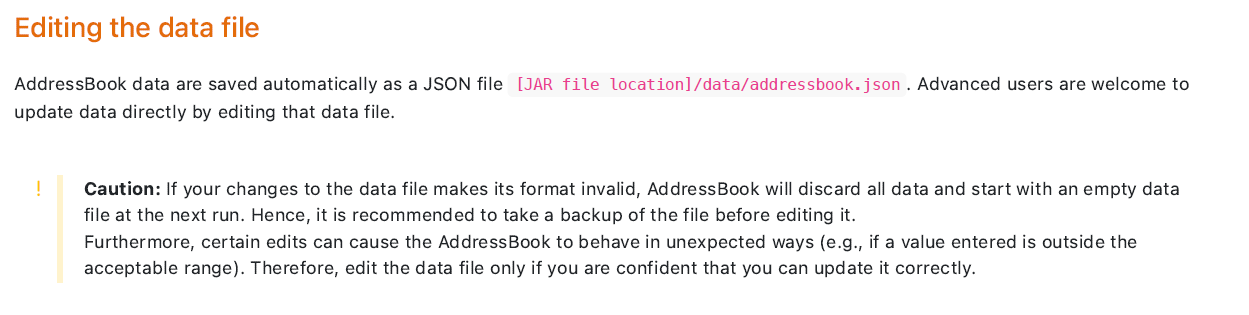 Editing the data file
AddressBook data are saved automatically as a JSON file [JAR file location]/data/addressbook.json . Advanced users are welcome to
update data directly by editing that data file.
! Caution: If your changes to the data file makes its format invalid, AddressBook will discard all data and start with an empty data
file at the next run. Hence, it is recommended to take a backup of the file before editing it.
Furthermore, certain edits can cause the AddressBook to behave in unexpected ways (e.g., if a value entered is outside the
acceptable range). Therefore, edit the data file only if you are confident that you can update it correctly.